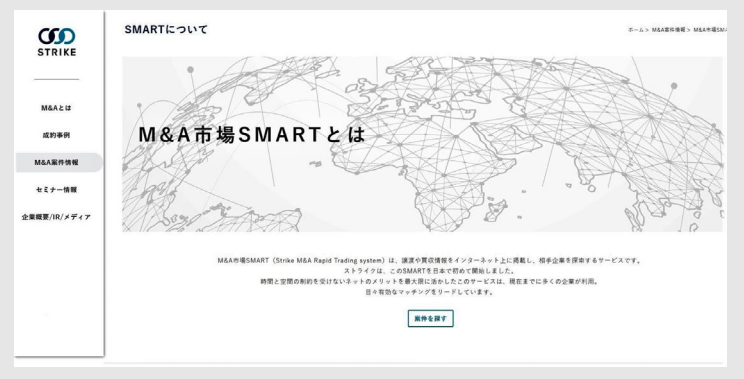 STRIKE
M&Aとは
成約事例
M&A案件情報
セミナー情報
企業概要/IR/メディア
SMARTについて
ホーム > M&A案件情報 > M&A市場SMA
M&A市場SMARTとは
M&A市場SMART（Strike M&A Rapid Trading system）は、譲渡や買収情報をインターネット上に掲載し、相手企業を探索するサービスです。
ストライクは、このSMARTを日本で初めて開始しました。
時間と空間の制約を受けないネットのメリットを最大限に活かしたこのサービスは、現在までに多くの企業が利用。
日々有効なマッチングをリードしています。
案件を探す